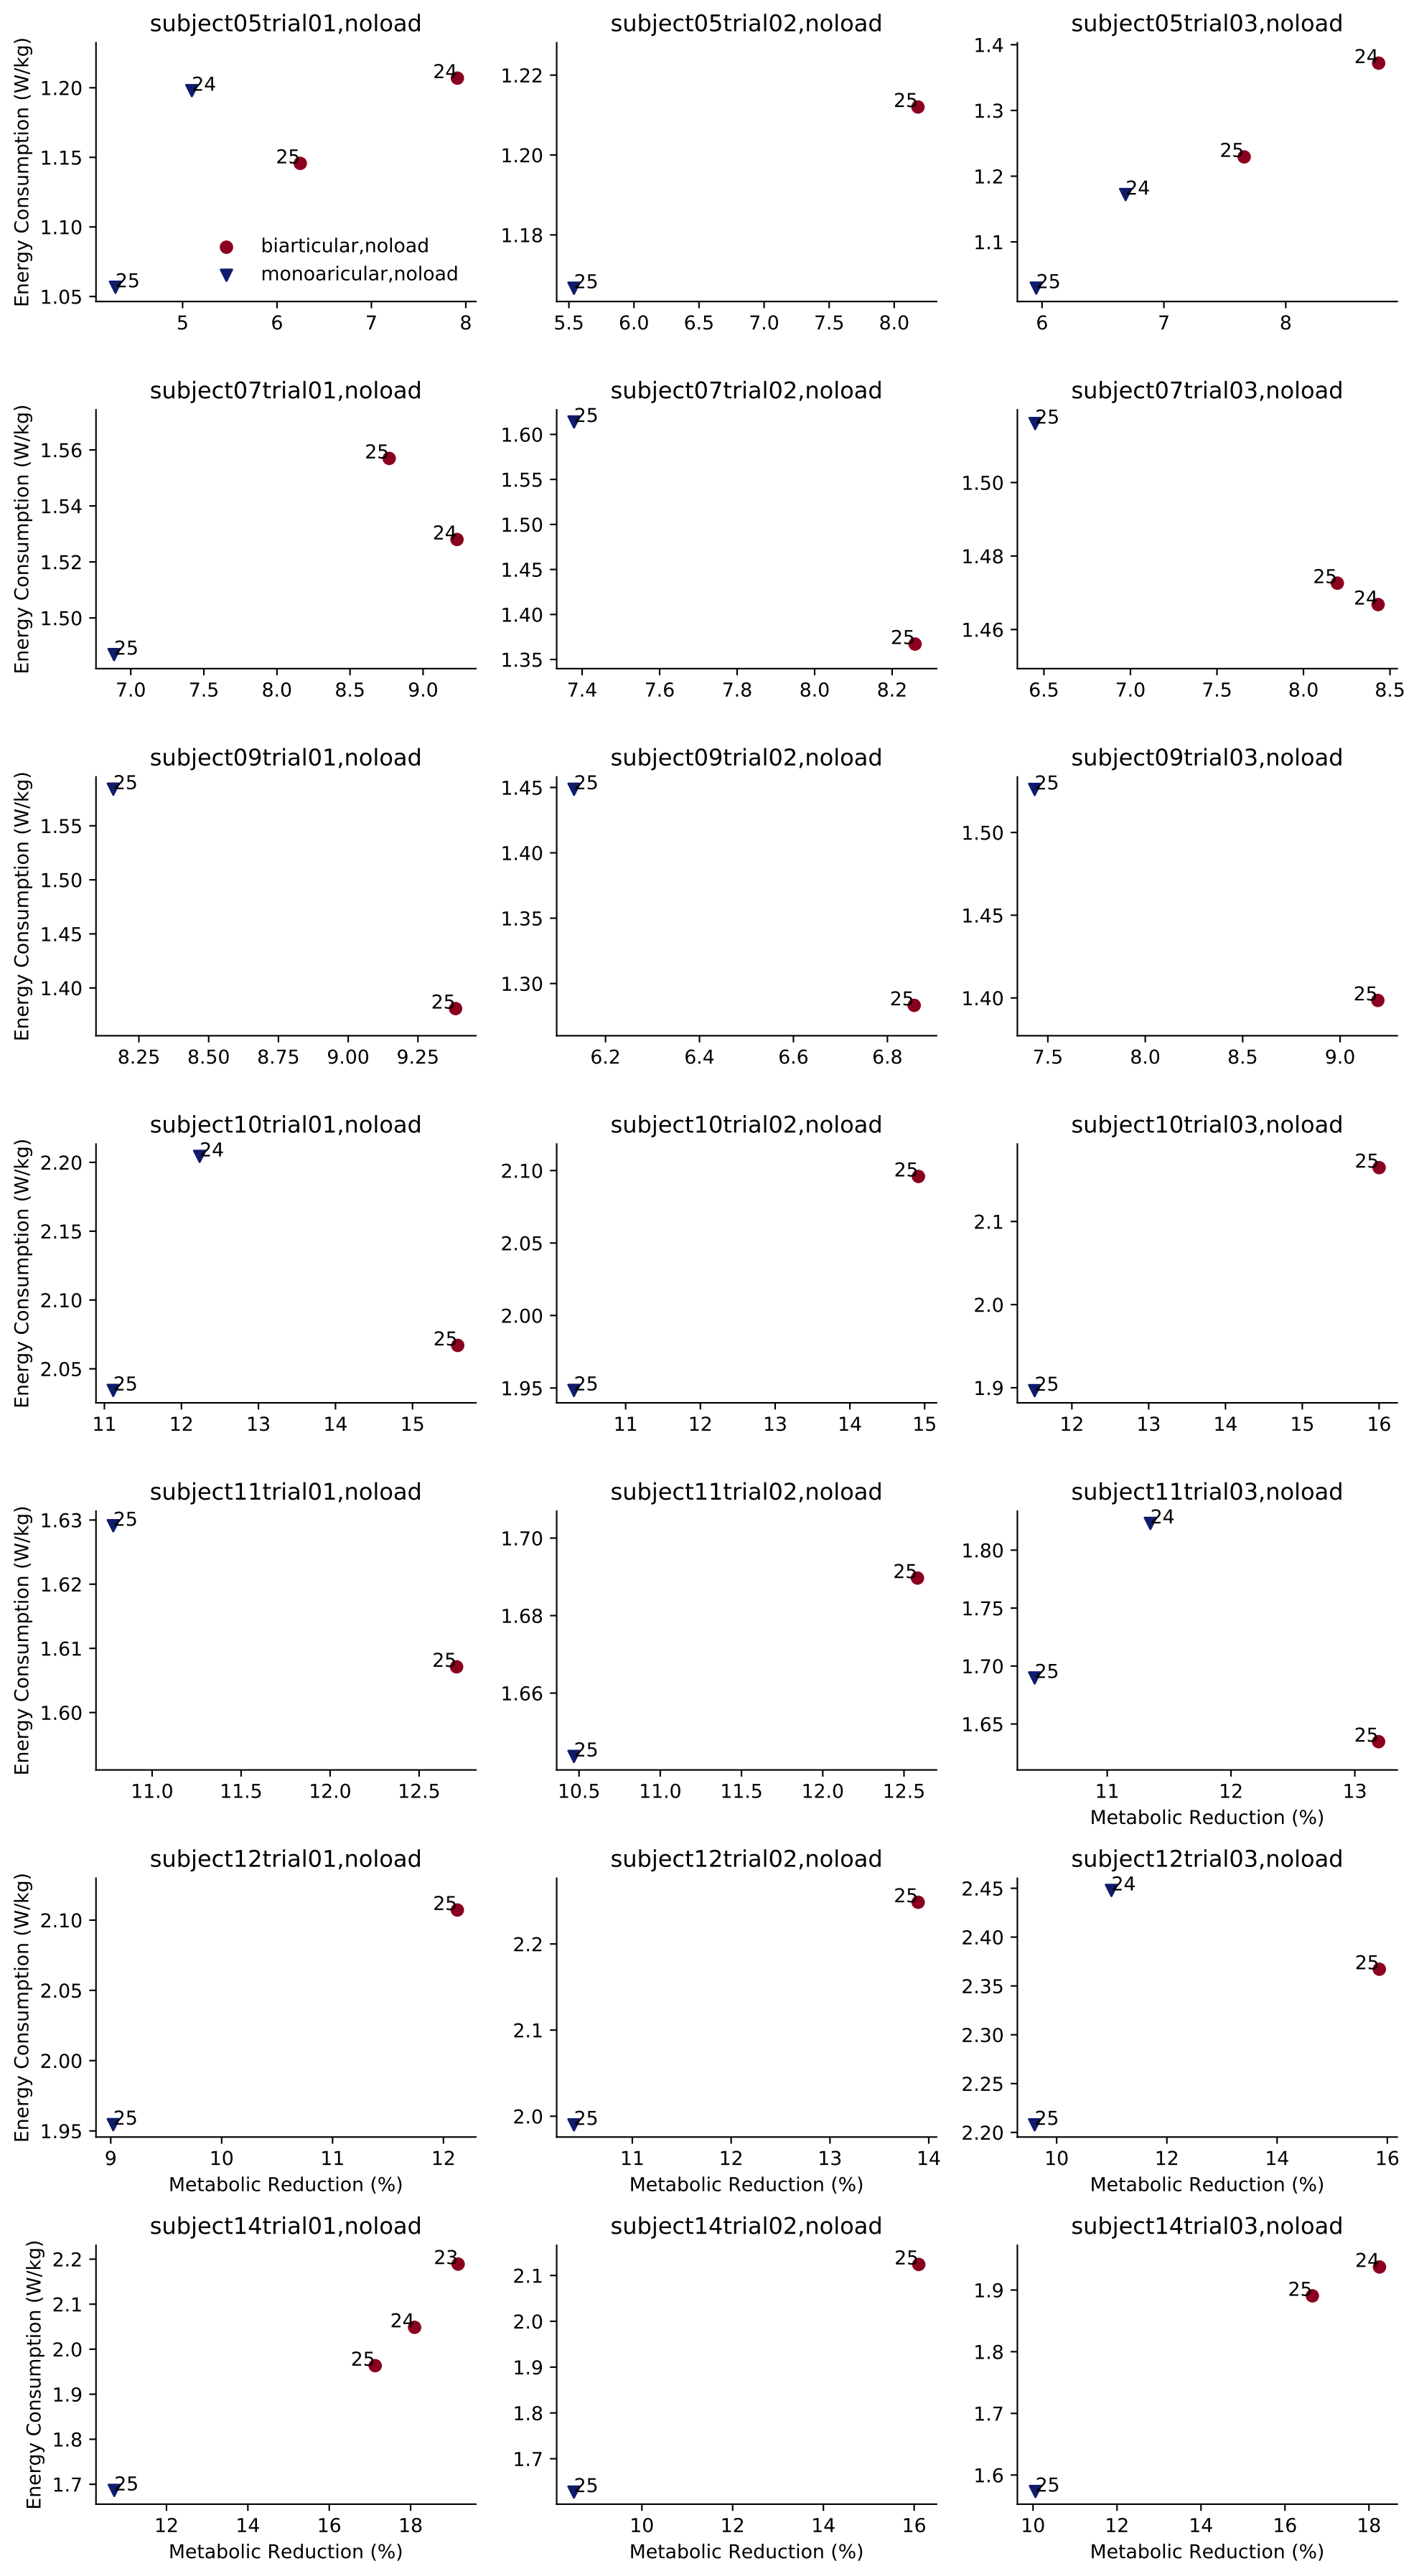 subject05trial01,noload
Energy Consumption (W/kg)
1.20
1.15
1.10
1.05
24
24
25
25
biarticular,noload
monoaricular,noload
5 6 7 8
subject05trial02,noload
1.22
1.20
1.18
25
25
5.5 6.0 6.5 7.0 7.5 8.0
subject05trial03,noload
1.4
1.3
1.2
1.1
24
25
24
25
6 7 8
subject07trial01,noload
Energy Consumption (W/kg)
1.56
1.54
1.52
1.50
25
24
25
7.0 7.5 8.0 8.5 9.0
subject07trial02,noload
1.60
1.55
1.50
1.45
1.40
1.35
25
25
7.4 7.6 7.8 8.0 8.2
subject07trial03,noload
1.50
1.48
1.46
25
25
24
6.5 7.0 7.5 8.0 8.5
subject09trial01,noload
Energy Consumption (W/kg)
1.55
1.50
1.45
1.40
25
25
8.25 8.50 8.75 9.00 9.25
subject09trial02,noload
1.45
1.40
1.35
1.30
25
25
6.2 6.4 6.6 6.8
subject09trial03,noload
1.50
1.45
1.40
25
25
7.5 8.0 8.5 9.0
subject10trial01,noload
Energy Consumption (W/kg)
2.20
2.15
2.10
2.05
24
25
25
11 12 13 14 15
subject10trial02,noload
2.10
2.05
2.00
1.95
25
25
11 12 13 14 15
subject10trial03,noload
2.1
2.0
1.9
25
25
12 13 14 15 16
subject11trial01,noload
Energy Consumption (W/kg)
1.63
1.62
1.61
1.60
25
25
11.0 11.5 12.0 12.5
subject11trial02,noload
1.70
1.68
1.66
25
25
10.5 11.0 11.5 12.0 12.5
subject11trial03,noload
1.80
1.75
1.70
1.65
24
25
25
11 12 13
Metabolic Reduction (%)
subject12trial01,noload
Energy Consumption (W/kg)
2.10
2.05
2.00
1.95
25
25
9 10 11 12
Metabolic Reduction (%)
subject12trial02,noload
2.2
2.1
2.0
25
25
11 12 13 14
Metabolic Reduction (%)
subject12trial03,noload
2.45
2.40
2.35
2.30
2.25
2.20
24
25
25
10 12 14 16
Metabolic Reduction (%)
subject14trial01,noload
Energy Consumption (W/kg)
2.2
2.1
2.0
1.9
1.8
1.7
23
24
25
25
12 14 16 18
Metabolic Reduction (%)
subject14trial02,noload
2.1
2.0
1.9
1.8
1.7
25
25
10 12 14 16
Metabolic Reduction (%)
subject14trial03,noload
1.9
1.8
1.7
1.6
24
25
25
10 12 14 16 18
Metabolic Reduction (%)